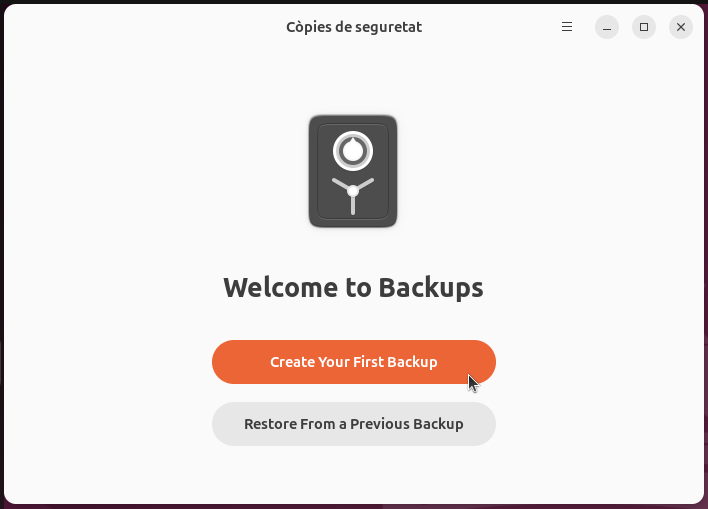 Còpies de seguretat
Welcome to Backups
Create Your First Backup
Restore From a Previous Backup